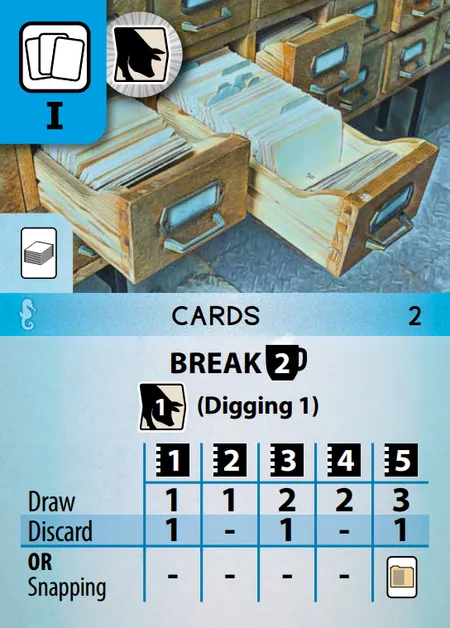 I
CARDS 2
BREAK 2
1 (Digging 1)
1 2 3 4 5
Draw 1 1 2 2 3
Discard 1 - 1 - 1
OR
Snapping - - - -